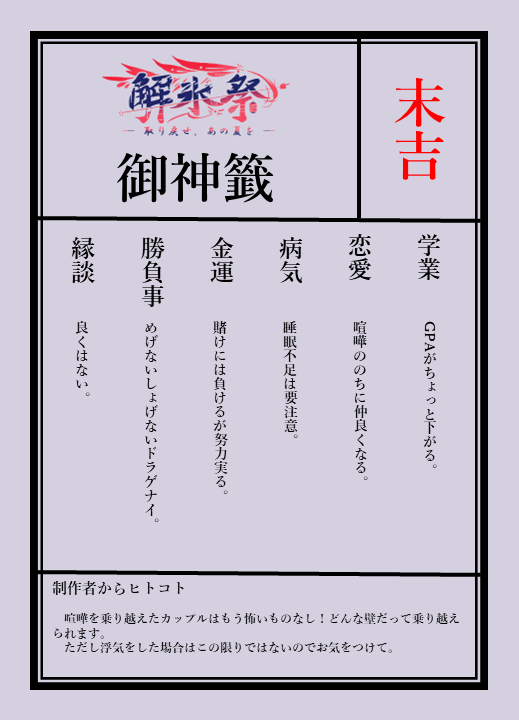 解氷祭
取り戻せ、あの夏を
御神籤
末吉
学業
GPAがちょっと下がる。
恋愛
喧嘩ののちに仲良くなる。
病気
睡眠不足は要注意。
金運
賭けには負けるが努力実る。
勝負事
めげないしょげないドラゲナイ。
縁談
良くはない。
制作者からヒトコト
喧嘩を乗り越えたカップルはもう怖いものなし！どんな壁だって乗り越え
られます。
ただし浮気をした場合はこの限りではないのでお気をつけて。